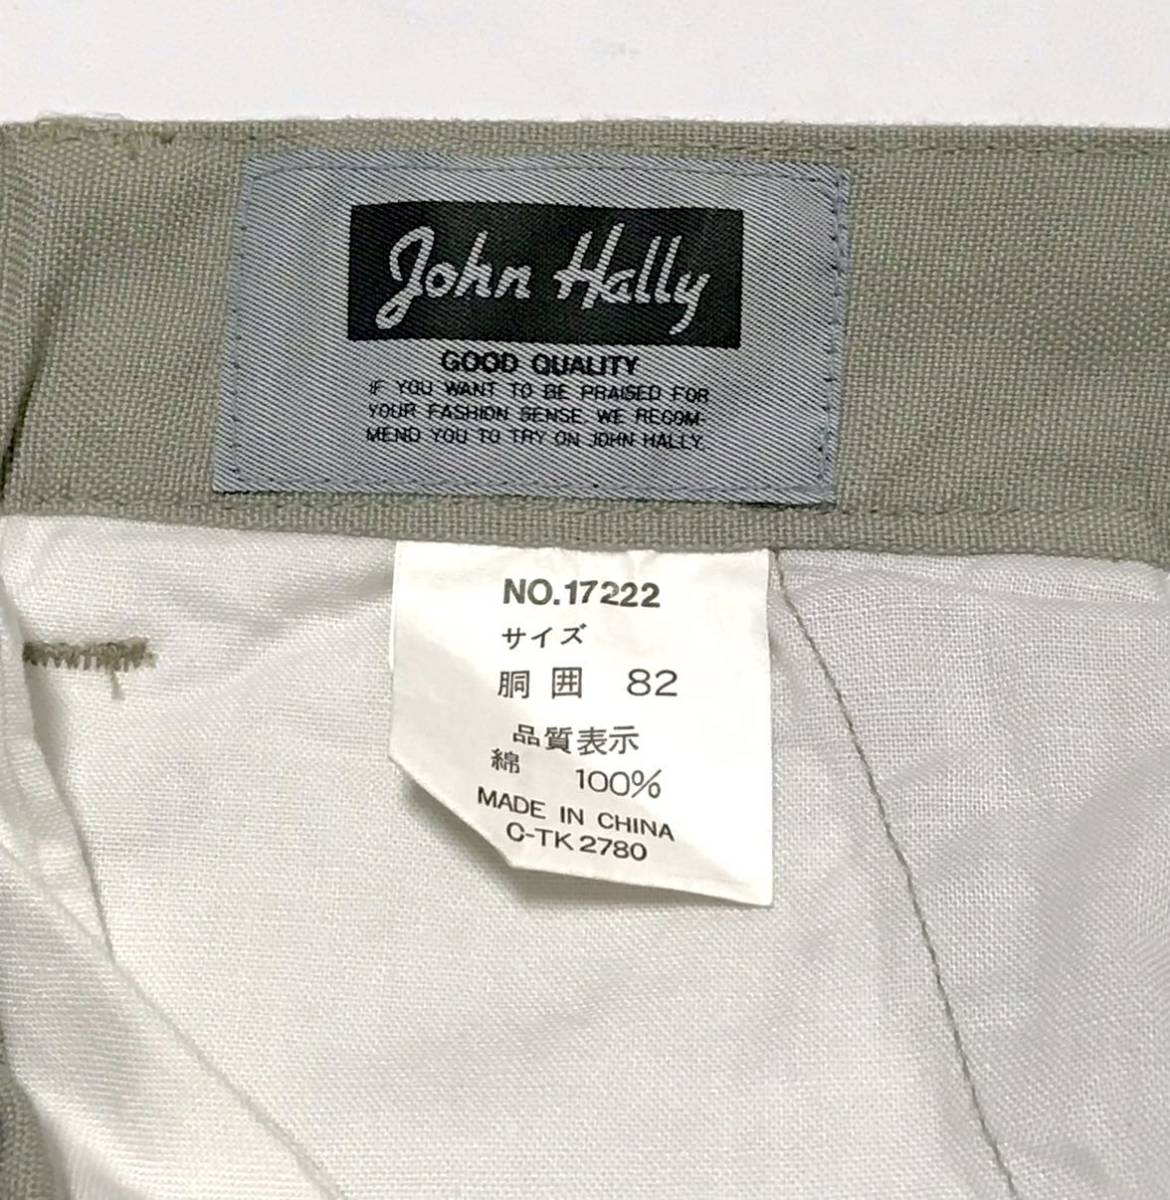 John Hally
GOOD QUALITY
IF YOU WANT TO BE PRAISED FOR
YOUR FASHION SENSE, WE RECOM-
MEND YOU TO TRY ON JOHN HALLY.
NO.17222
サイズ
胴囲 82
品質表示
綿 100%
MADE IN CHINA
C-TK2780